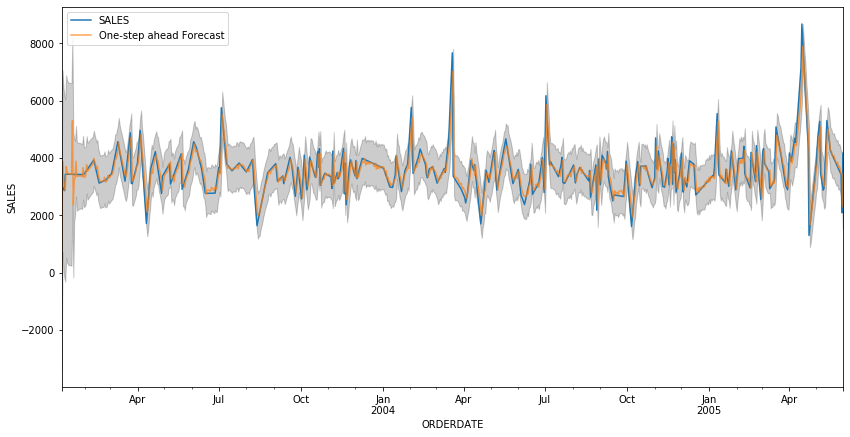 SALES
One-step ahead Forecast
8000
6000
4000
2000
0
−2000
SALES
Apr
Jul
Oct
Jan
2004
Apr
Jul
Oct
Jan
2005
Apr
ORDERDATE